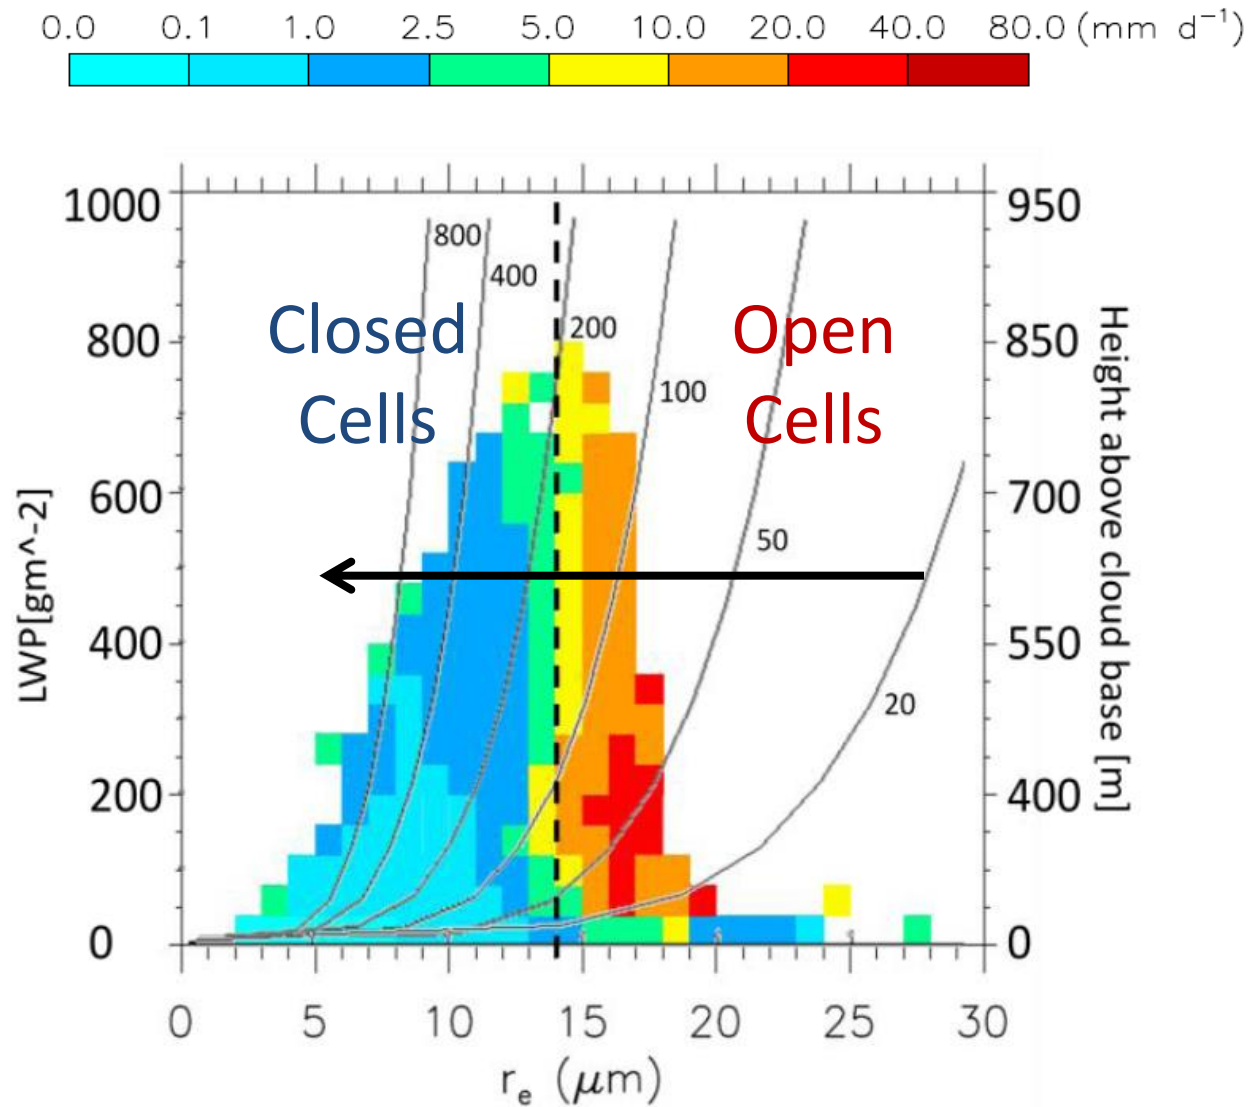 0.0 0.1 1.0 2.5 5.0 10.0 20.0 40.0 80.0 (mm d⁻¹)
1000 950
800
400
200
Closed Open
800 850
Cells Cells
100
600 700
50
400 550
20
200 400
0 0
LWP[gm^-2]
Height above cloud base [m]
0 5 10 15 20 25 30
rₑ (μm)